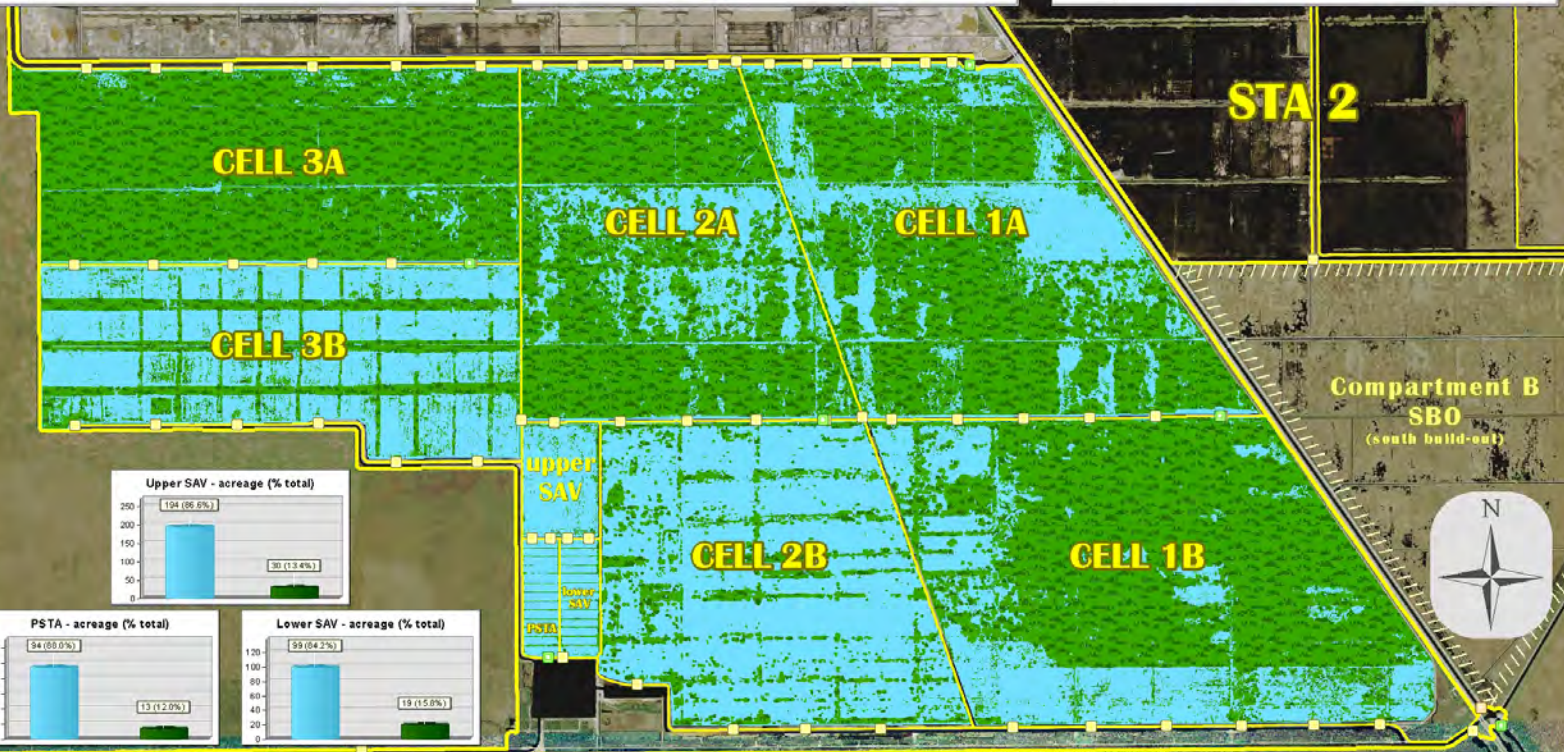 STA 2
CELL 3A
CELL 2A
CELL 1A
CELL 3B
Compartment B
SBO
(south build-out)
upper
SAV
CELL 2B
CELL 1B
lower
SAV
PSTA
N
Upper SAV - acreage (% total)
250
200
150
100
50
0
194 (86.6%)
30 (13.4%)
PSTA - acreage (% total)
94 (88.0%)
13 (12.0%)
Lower SAV - acreage (% total)
120
100
80
60
40
20
0
99 (84.2%)
19 (15.8%)